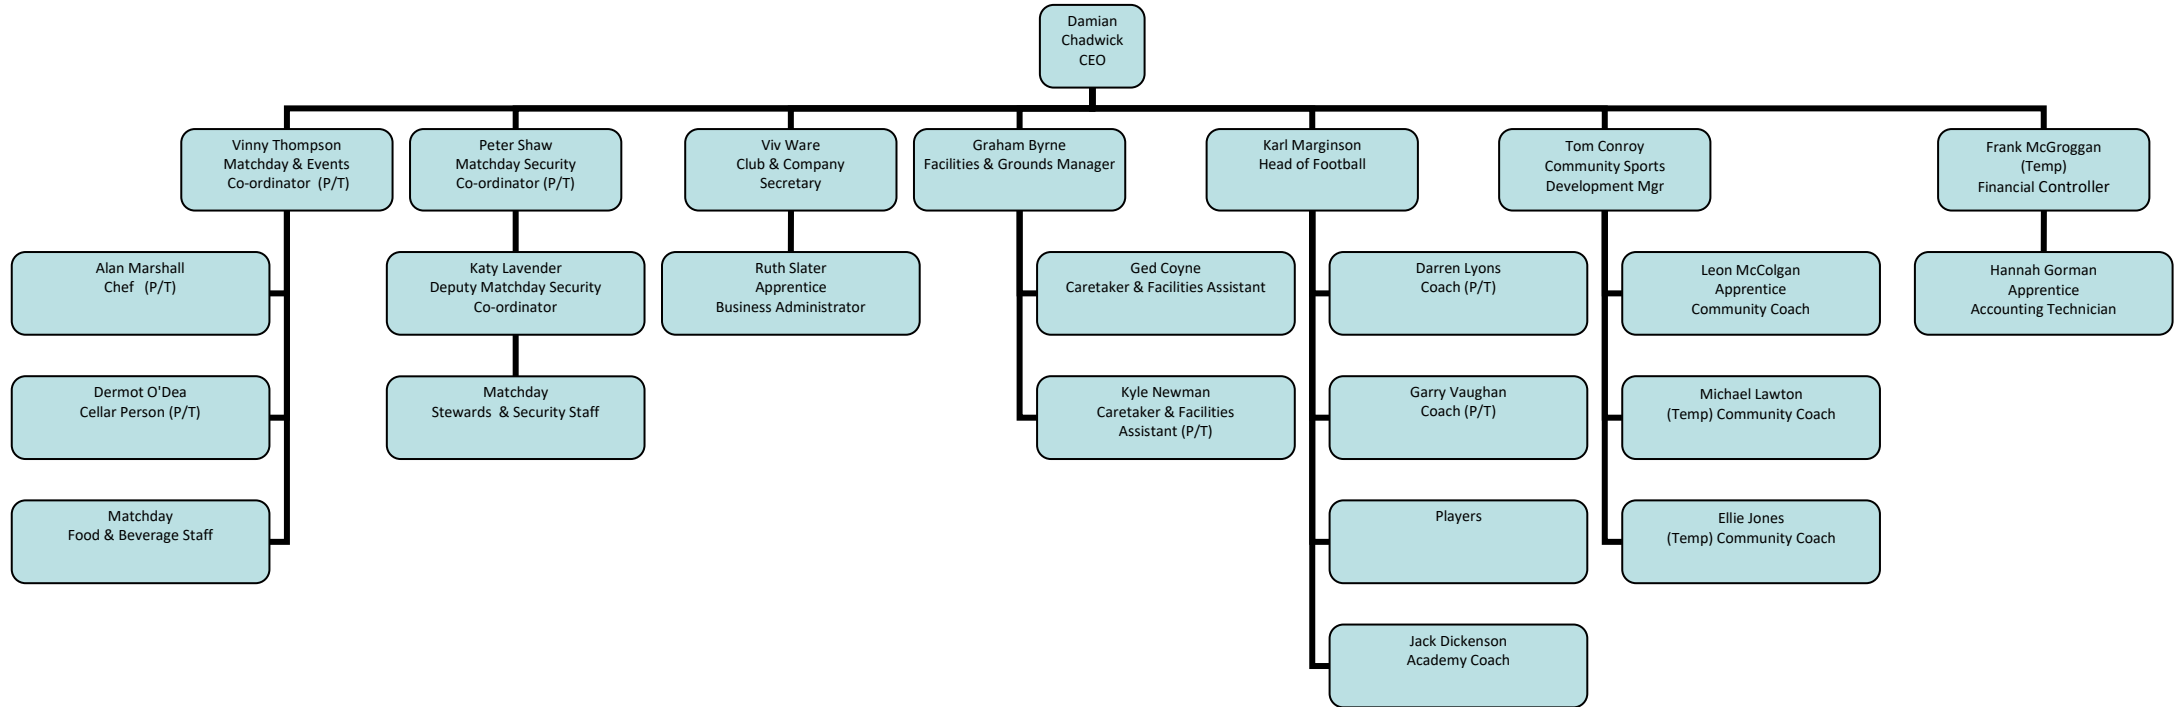 Damian
Chadwick
CEO
Vinny Thompson
Matchday & Events
Co-ordinator (P/T)
Peter Shaw
Matchday Security
Co-ordinator (P/T)
Viv Ware
Club & Company
Secretary
Graham Byrne
Facilities & Grounds Manager
Karl Marginson
Head of Football
Tom Conroy
Community Sports
Development Mgr
Frank McGroggan
(Temp)
Financial Controller
Alan Marshall
Chef (P/T)
Katy Lavender
Deputy Matchday Security
Co-ordinator
Ruth Slater
Apprentice
Business Administrator
Ged Coyne
Caretaker & Facilities Assistant
Darren Lyons
Coach (P/T)
Leon McColgan
Apprentice
Community Coach
Hannah Gorman
Apprentice
Accounting Technician
Dermot O'Dea
Cellar Person (P/T)
Matchday
Stewards & Security Staff
Kyle Newman
Caretaker & Facilities
Assistant (P/T)
Garry Vaughan
Coach (P/T)
Michael Lawton
(Temp) Community Coach
Matchday
Food & Beverage Staff
Players
Ellie Jones
(Temp) Community Coach
Jack Dickenson
Academy Coach